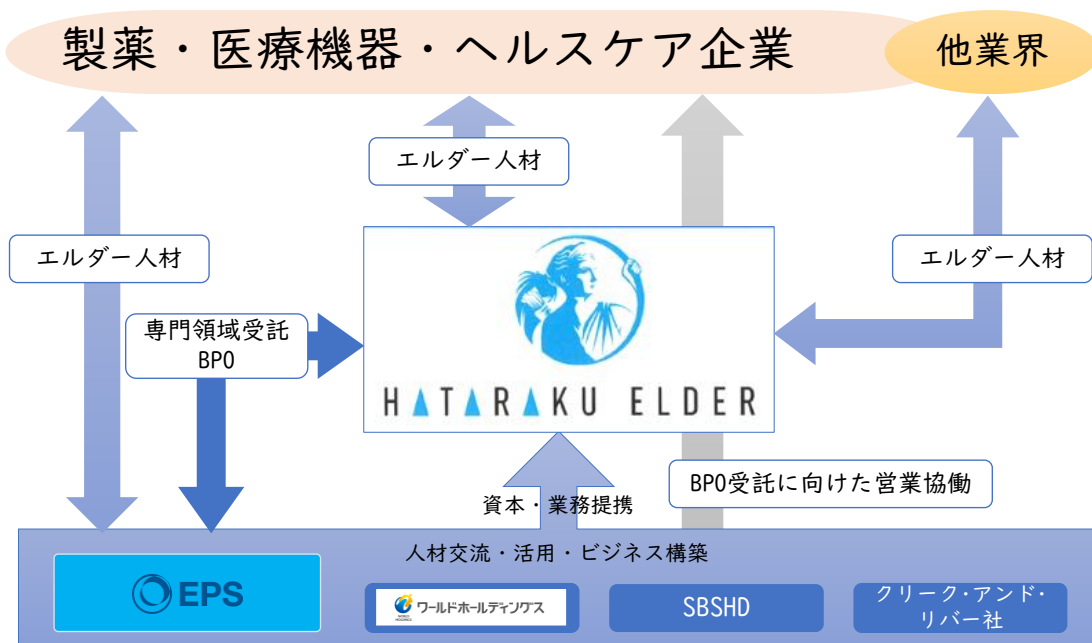 製薬・医療機器・ヘルスケア企業
他業界
エルダー人材
エルダー人材
エルダー人材
専門領域受託
BPO
HATARAKU ELDER
BPO受託に向けた営業協働
資本・業務提携
人材交流・活用・ビジネス構築
EPS
ワールドホールディングス
WORLD HOLDINGS
SBSHD
クリーク・アンド・
リバー社